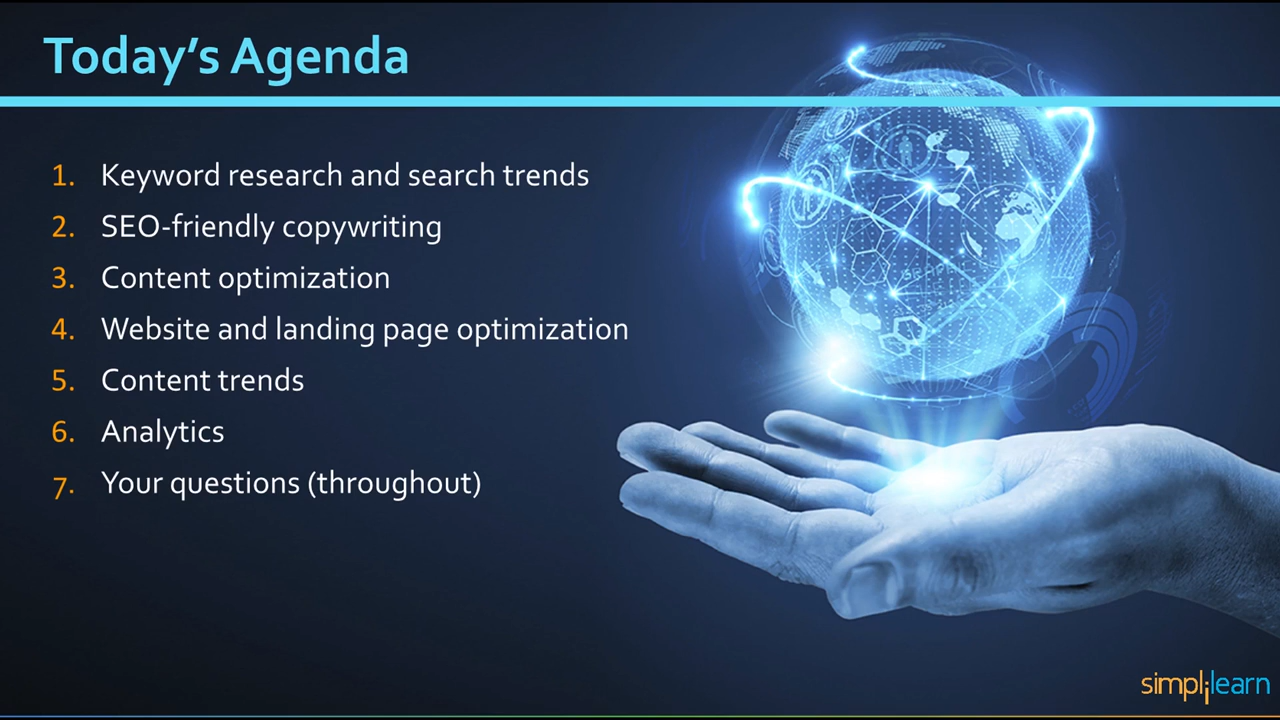 Today's Agenda
1. Keyword research and search trends
2. SEO-friendly copywriting
3. Content optimization
4. Website and landing page optimization
5. Content trends
6. Analytics
7. Your questions (throughout)
simplilearn